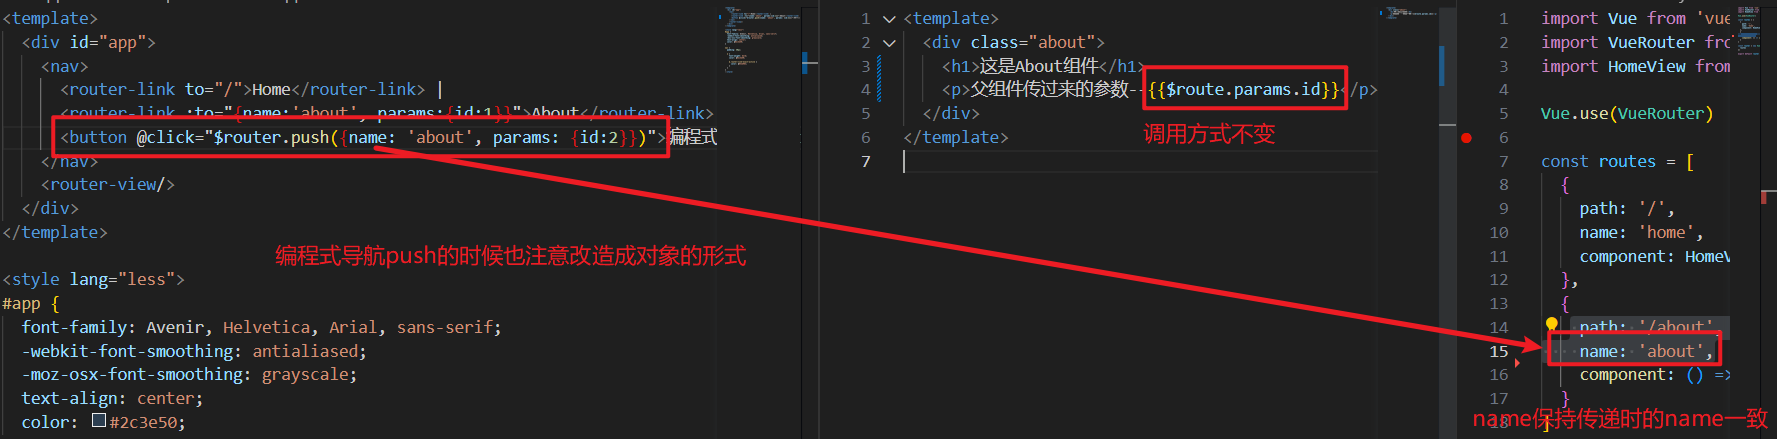 <template>
<div id="app">
<nav>
<router-link to="/">Home</router-link> |
<router-link :to="{name:'about', params:{id:1}}">About</router-link>
<button @click="$router.push({name: 'about', params: {id:2}})">编程式
</nav>
<router-view/>
</div>
</template>
编程式导航push的时候也注意改造成对象的形式
<style lang="less">
#app {
font-family: Avenir, Helvetica, Arial, sans-serif;
-webkit-font-smoothing: antialiased;
-moz-osx-font-smoothing: grayscale;
text-align: center;
color: #2c3e50;
1 <template>
2 <div class="about">
3 <h1>这是About组件</h1>
4 <p>父组件传过来的参数--{{$route.params.id}}</p>
5 </div>
6 </template>
7
调用方式不变
1 import Vue from 'vue
2 import VueRouter fro
3 import HomeView from
4
5 Vue.use(VueRouter)
6
7 const routes = [
8 {
9 path: '/',
10 name: 'home',
11 component: HomeV
12 },
13 {
14 path: '/about',
15 name: 'about',
16 component: () =>
17 }
18 ]
name保持传递时的name一致